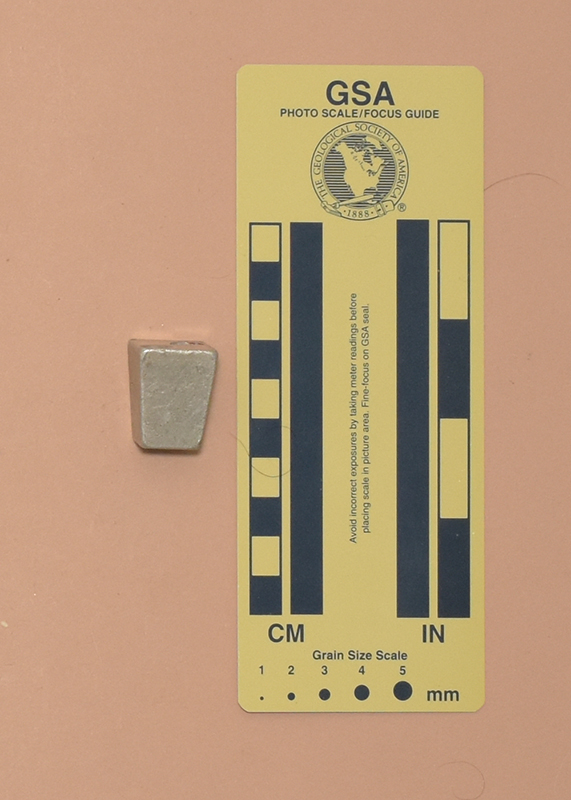 GSA
PHOTO SCALE/FOCUS GUIDE
THE GEOLOGICAL SOCIETY OF AMERICA
·1888·
®
Avoid incorrect exposures by taking meter readings before
placing scale in picture area. Fine-focus on GSA seal.
CM IN
Grain Size Scale
1 2 3 4 5
mm